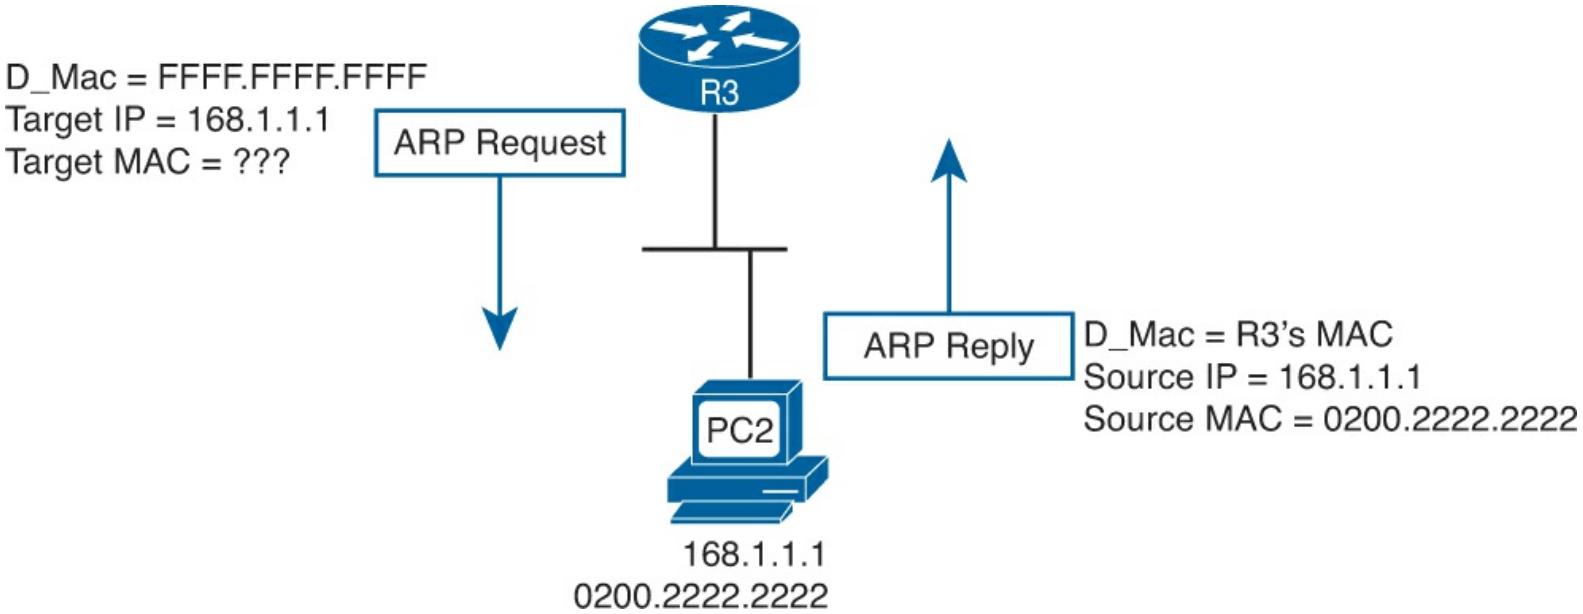 D_Mac = FFFF.FFFF.FFFF
Target IP = 168.1.1.1
Target MAC = ???
ARP Request
R3
ARP Reply
D_Mac = R3's MAC
Source IP = 168.1.1.1
Source MAC = 0200.2222.2222
PC2
168.1.1.1
0200.2222.2222